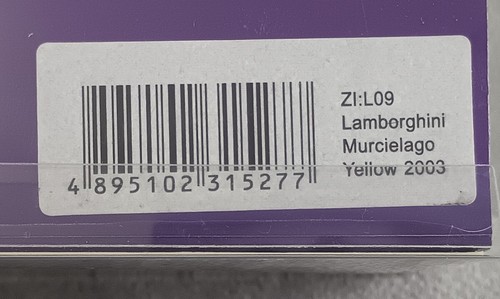 ZI:L09
Lamborghini
Murcielago
Yellow 2003
4 895102 315277